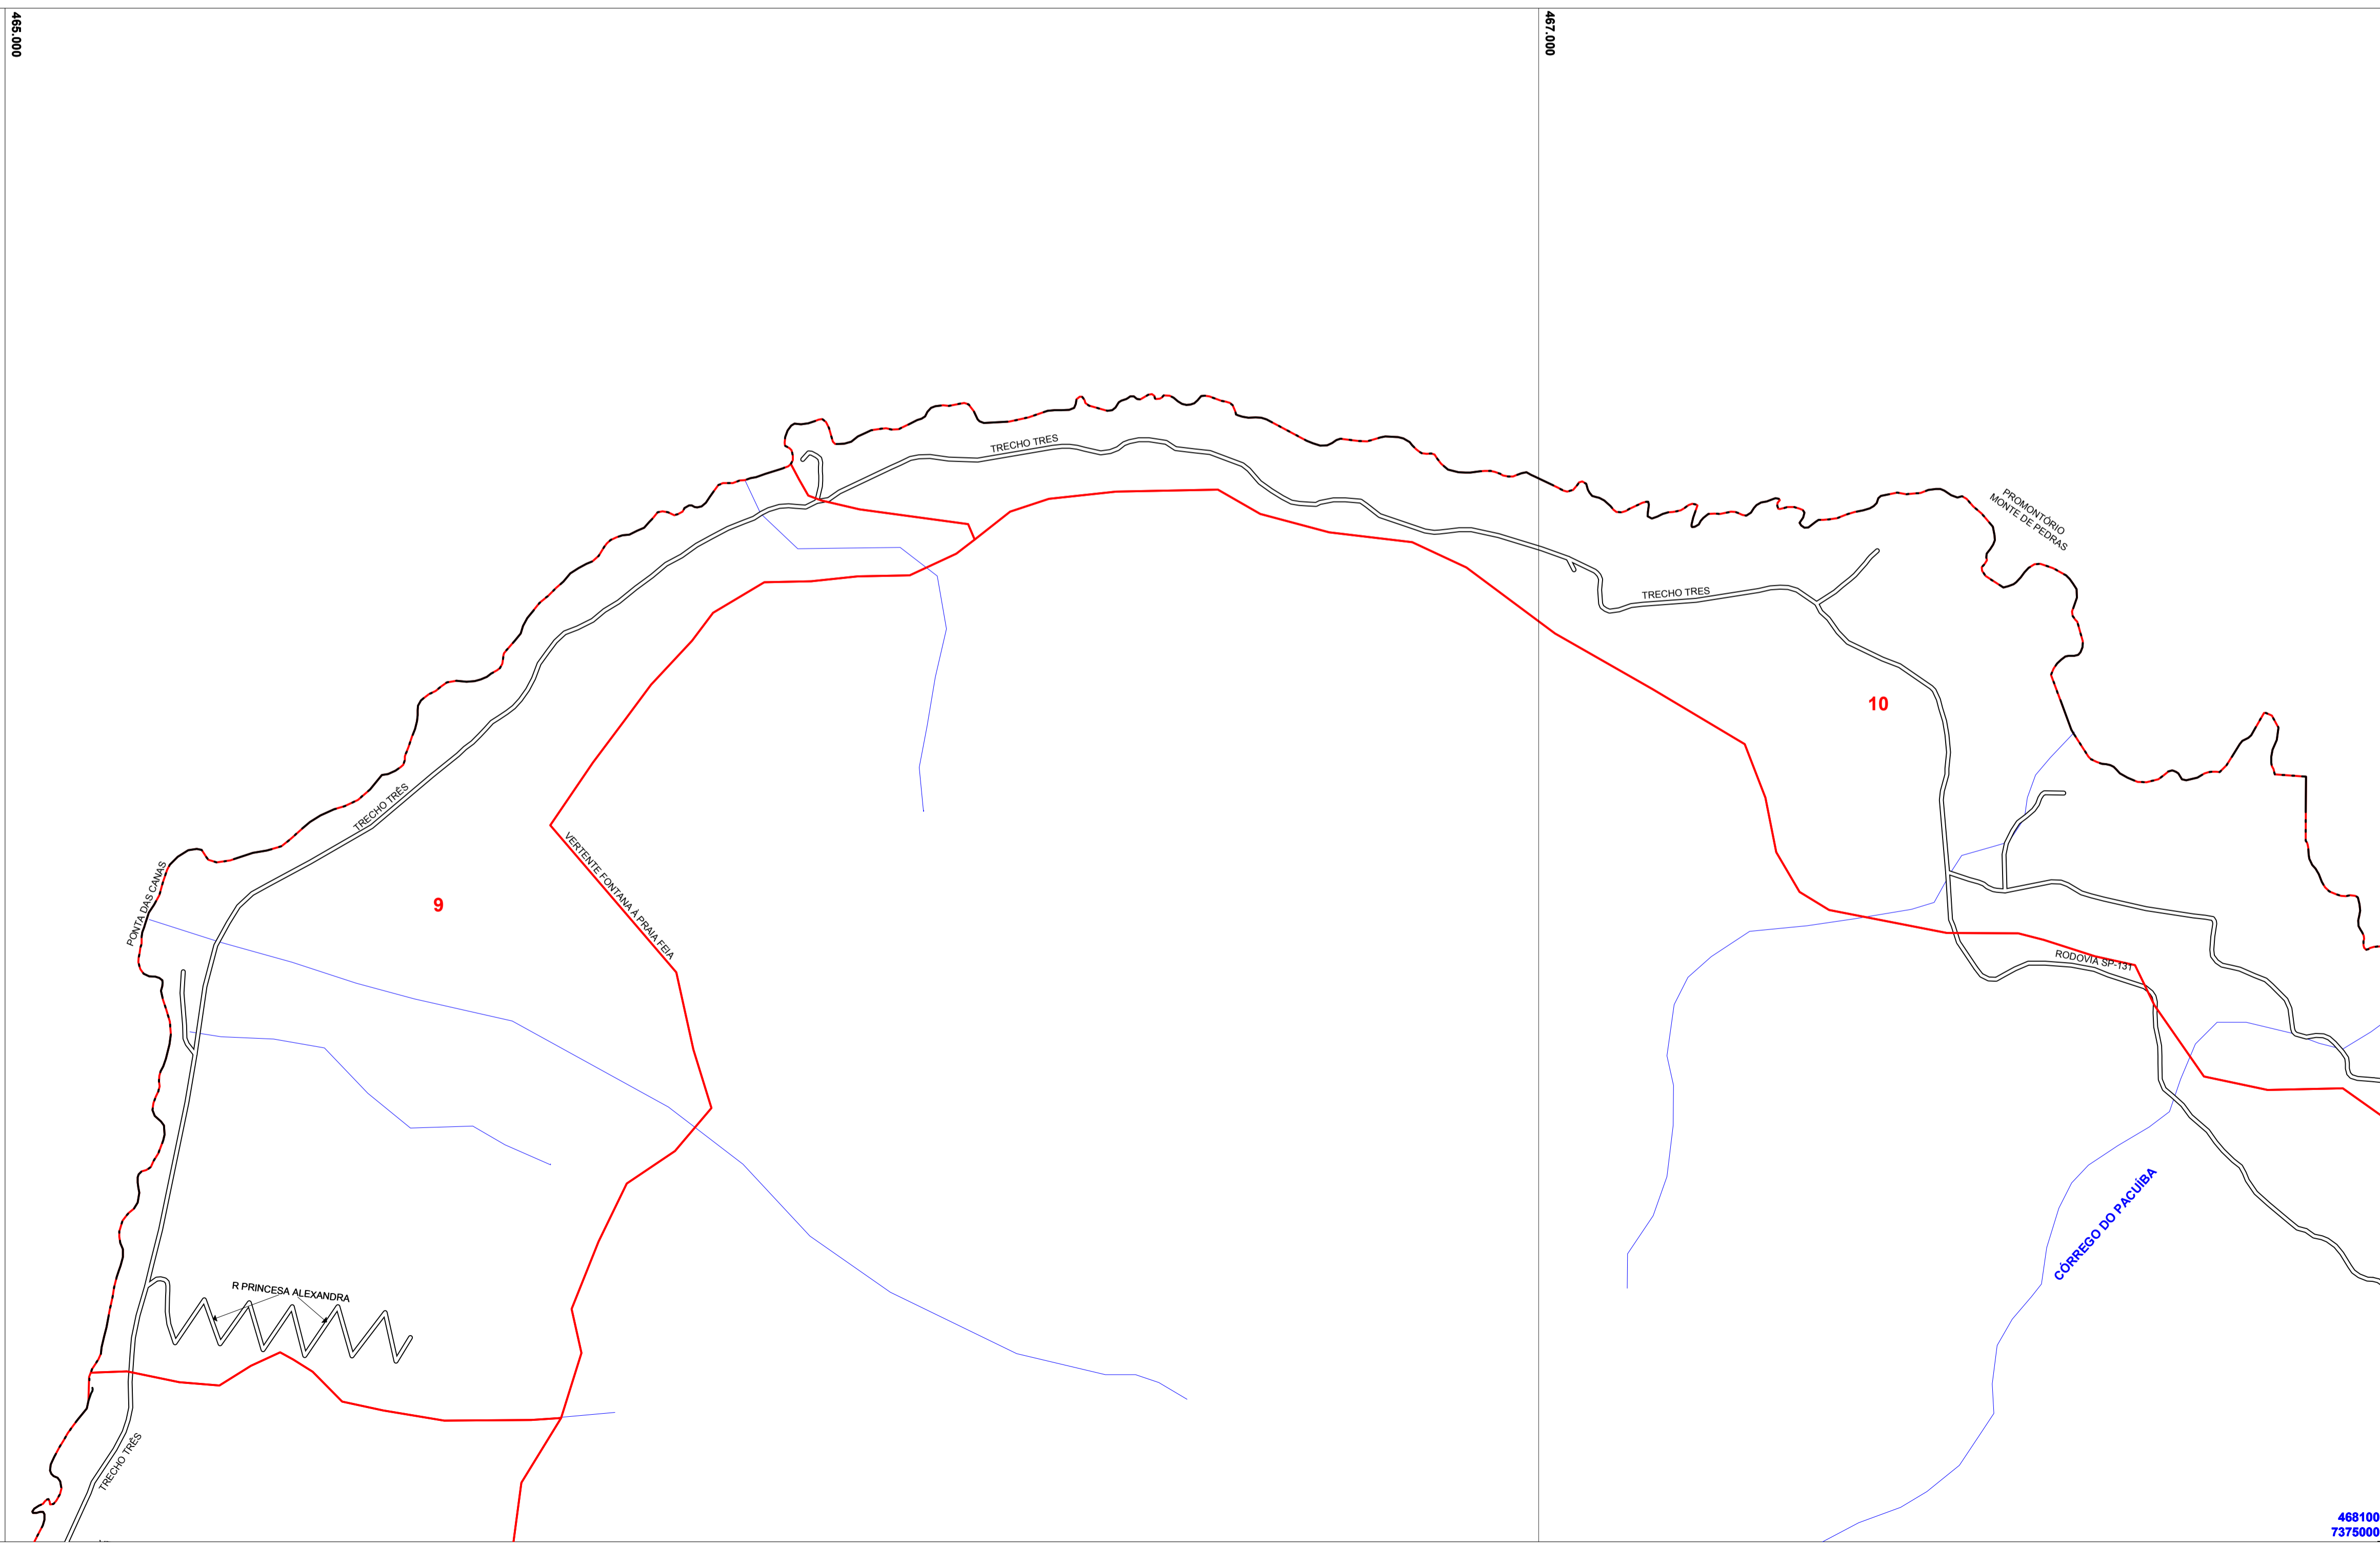 465.000
467.000
TRECHO TRES
PROMONTÓRIO
MONTE DE PEDRAS
TRECHO TRES
10
TRECHO TRÊS
VERTENTE FONTANA À PRAIA FEIA
PONTA DAS CANAS
9
RODOVIA SP-131
CÓRREGO DO PACUÍBA
R PRINCESA ALEXANDRA
TRECHO TRÊS
468100
7375000